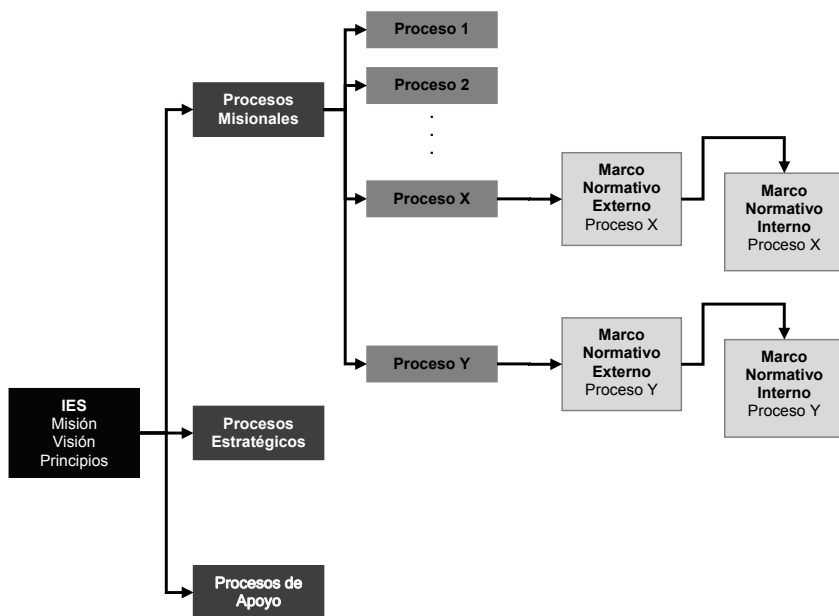 Proceso 1
Proceso 2
.
.
.
Procesos
Misionales
Proceso X
Marco
Normativo
Externo
Proceso X
Marco
Normativo
Interno
Proceso X
Proceso Y
Marco
Normativo
Externo
Proceso Y
Marco
Normativo
Interno
Proceso Y
IES
Misión
Visión
Principios
Procesos
Estratégicos
Procesos de
Apoyo